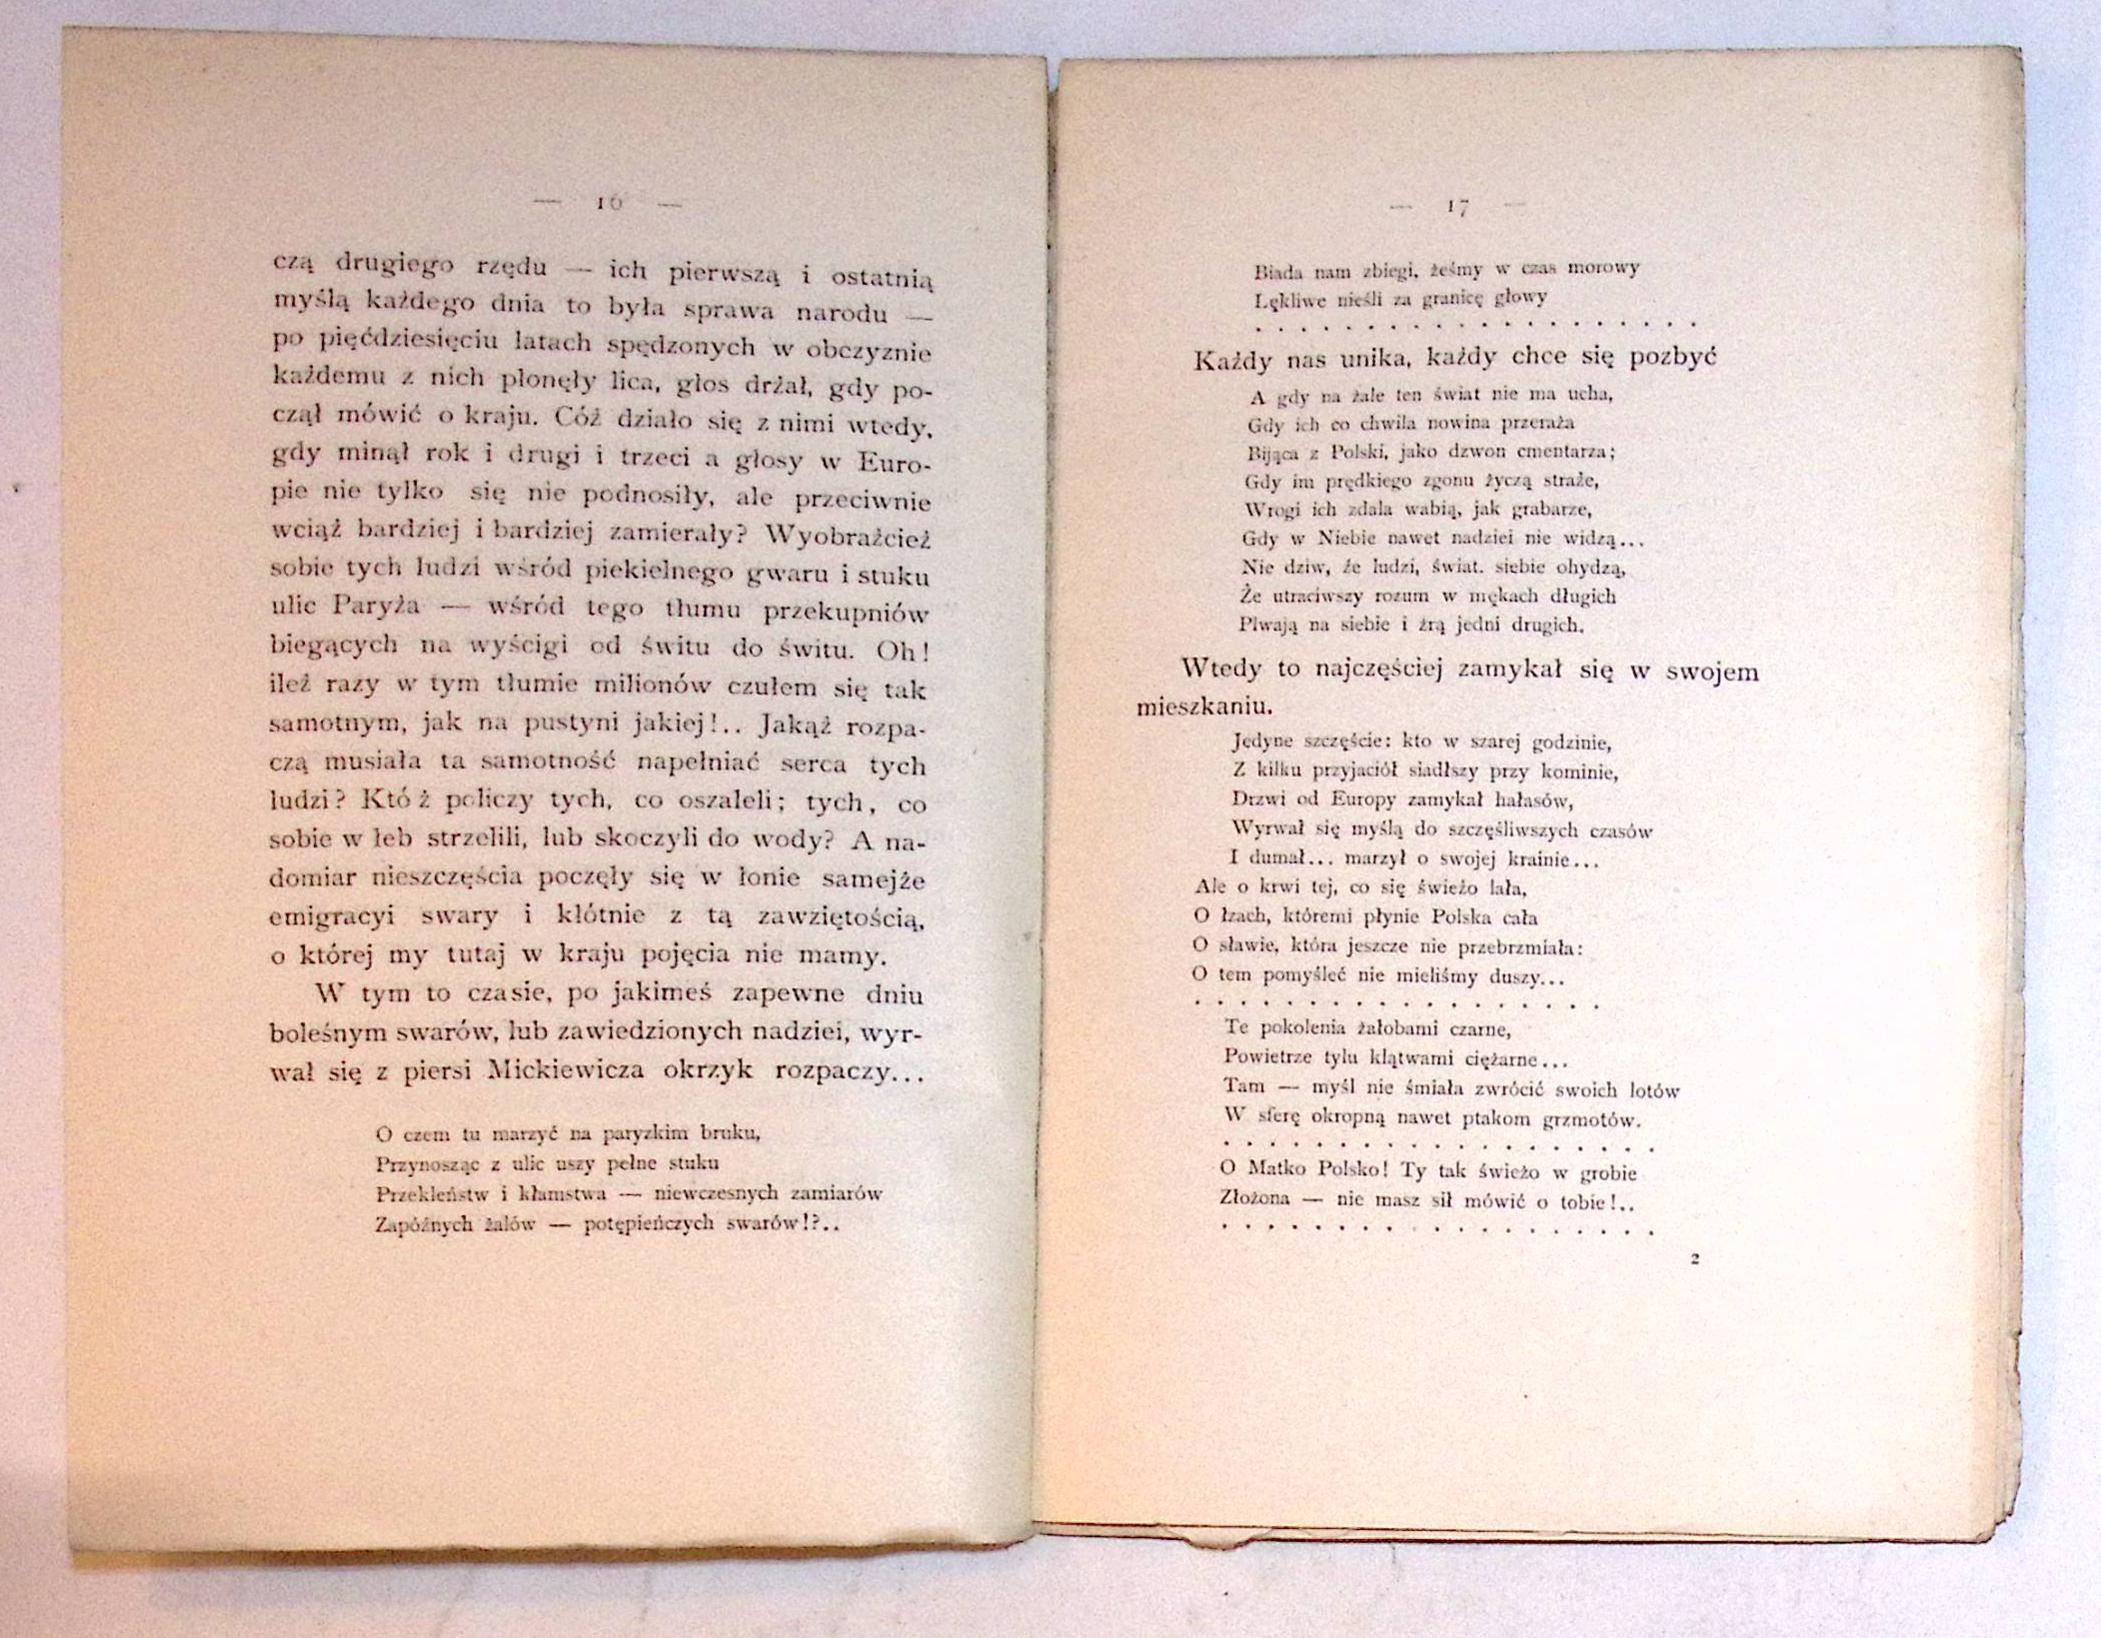 — 16 —
czą drugiego rzędu — ich pierwszą i ostatnią
myślą każdego dnia to była sprawa narodu —
po pięćdziesięciu latach spędzonych w obczyznie
każdemu z nich płonęły lica, głos drżał, gdy po-
czął mówić o kraju. Cóż działo się z nimi wtedy,
gdy minął rok i drugi i trzeci a głosy w Euro-
pie nie tylko się nie podnosiły, ale przeciwnie
wciąż bardziej i bardziej zamierały? Wyobraźcież
sobie tych ludzi wśród piekielnego gwaru i stuku
ulic Paryża — wśród tego tłumu przekupniów
biegących na wyścigi od świtu do świtu. Oh!
ileż razy w tym tłumie milionów czułem się tak
samotnym, jak na pustyni jakiej!.. Jakąż rozpa-
czą musiała ta samotność napełniać serca tych
ludzi? Któż policzy tych, co oszaleli; tych, co
sobie w łeb strzelili, lub skoczyli do wody? A na-
domiar nieszczęścia poczęły się w łonie samejże
emigracyi swary i kłótnie z tą zawziętością,
o której my tutaj w kraju pojęcia nie mamy.
W tym to czasie, po jakimeś zapewne dniu
boleśnym swarów, lub zawiedzionych nadziei, wyr-
wał się z piersi Mickiewicza okrzyk rozpaczy...
O czem tu marzyć na paryzkim bruku,
Przynosząc z ulic uszy pełne stuku
Przekleństw i kłamstwa — niewczesnych zamiarów
Zapóźnych żalów — potępieńczych swarów!?..
— 17 —
Biada nam zbiegi, żeśmy w czas morowy
Lękliwe nieśli za granicę głowy
. . . . . . . . . . . . . . . . . . . .
Każdy nas unika, każdy chce się pozbyć
A gdy na żale ten świat nie ma ucha,
Gdy ich co chwila nowina przeraża
Bijąca z Polski, jako dzwon cmentarza;
Gdy im prędkiego zgonu życzą straże,
Wrogi ich zdala wabią, jak grabarze,
Gdy w Niebie nawet nadziei nie widzą...
Nie dziw, że ludzi, świat. siebie ohydzą,
Że utraciwszy rozum w mękach długich
Plwają na siebie i żrą jedni drugich.
Wtedy to najczęściej zamykał się w swojem
mieszkaniu.
Jedyne szczęście: kto w szarej godzinie,
Z kilku przyjaciół siadłszy przy kominie,
Drzwi od Europy zamykał hałasów,
Wyrwał się myślą do szczęśliwszych czasów
I dumał... marzył o swojej krainie...
Ale o krwi tej, co się świeżo lała,
O łzach, któremi płynie Polska cała
O sławie, która jeszcze nie przebrzmiała:
O tem pomyśleć nie mieliśmy duszy...
. . . . . . . . . . . . . . . . . .
Te pokolenia żałobami czarne,
Powietrze tylu klątwami ciężarne...
Tam — myśl nie śmiała zwrócić swoich lotów
W sferę okropną nawet ptakom grzmotów.
. . . . . . . . . . . . . . . . . . .
O Matko Polsko! Ty tak świeżo w grobie
Złożona — nie masz sił mówić o tobie!..
. . . . . . . . . . . . . . . . . . .
2